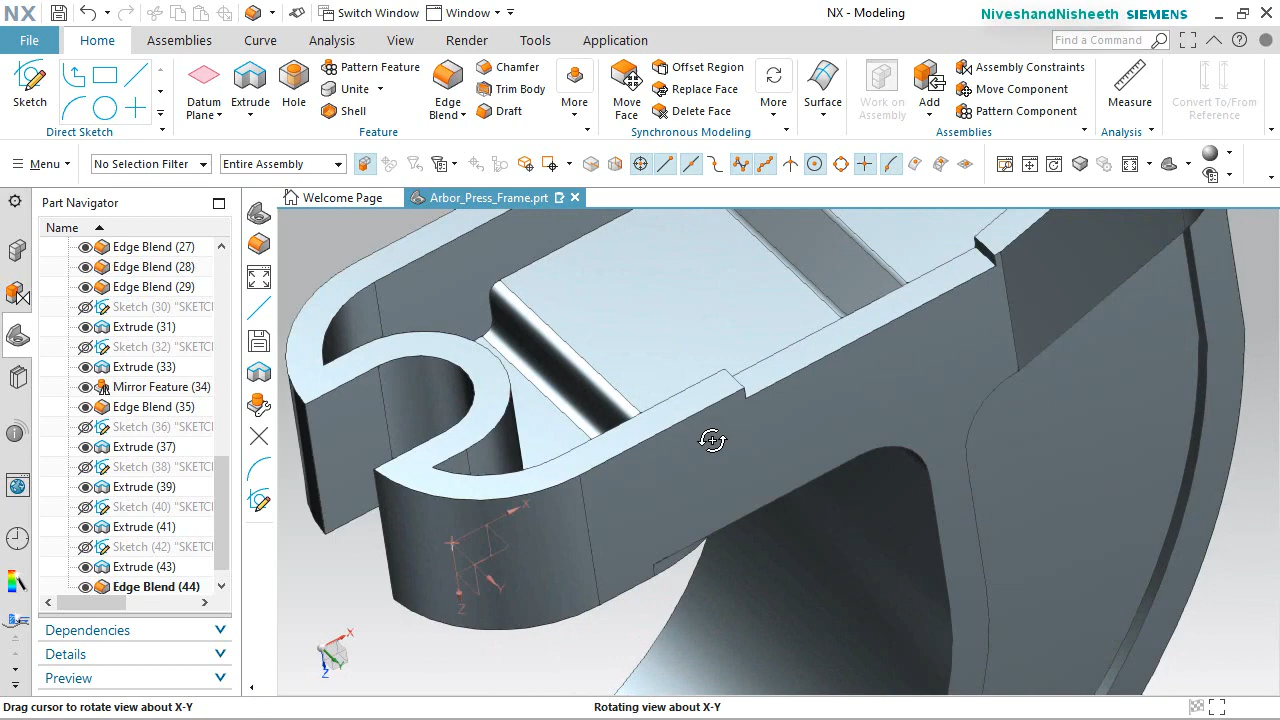 NX
Switch Window
Window
NX - Modeling
NiveshandNisheeth SIEMENS
File
Home
Assemblies
Curve
Analysis
View
Render
Tools
Application
Find a Command
Sketch
Direct Sketch
Datum Plane
Extrude
Hole
Pattern Feature
Unite
Shell
Edge Blend
Chamfer
Trim Body
Draft
More
Feature
Move Face
Offset Region
Replace Face
Delete Face
More
Synchronous Modeling
Surface
Work on Assembly
Add
Assembly Constraints
Move Component
Pattern Component
Assemblies
Measure
Analysis
Convert To/From Reference
Menu
No Selection Filter
Entire Assembly
Part Navigator
Welcome Page
Arbor_Press_Frame.prt
Name
Edge Blend (27)
Edge Blend (28)
Edge Blend (29)
Sketch (30) "SKETC
Extrude (31)
Sketch (32) "SKETC
Extrude (33)
Mirror Feature (34)
Edge Blend (35)
Sketch (36) "SKETC
Extrude (37)
Sketch (38) "SKETC
Extrude (39)
Sketch (40) "SKETC
Extrude (41)
Sketch (42) "SKETC
Extrude (43)
Edge Blend (44)
Dependencies
Details
Preview
X
Z
X
Z
Drag cursor to rotate view about X-Y
Rotating view about X-Y